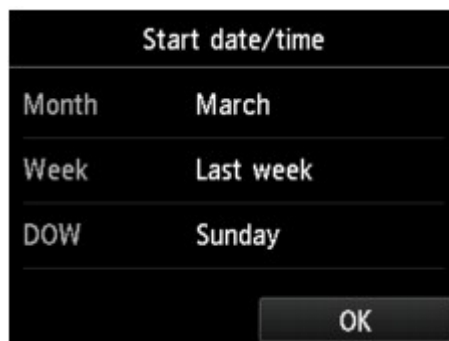 Start date/time
Month March
Week Last week
DOW Sunday
OK